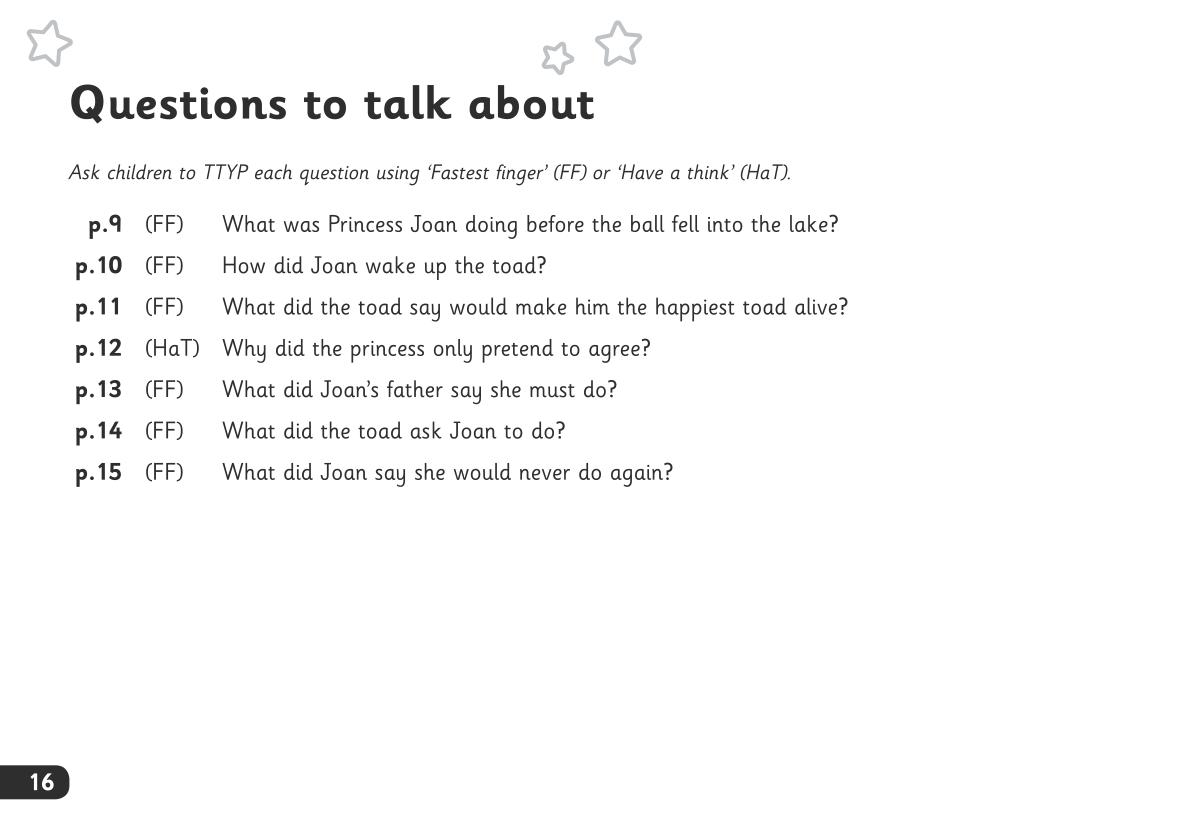 Questions to talk about
Ask children to TTYP each question using ‘Fastest finger’ (FF) or ‘Have a think’ (HaT).
p.9 (FF) What was Princess Joan doing before the ball fell into the lake?
p.10 (FF) How did Joan wake up the toad?
p.11 (FF) What did the toad say would make him the happiest toad alive?
p.12 (HaT) Why did the princess only pretend to agree?
p.13 (FF) What did Joan’s father say she must do?
p.14 (FF) What did the toad ask Joan to do?
p.15 (FF) What did Joan say she would never do again?
16